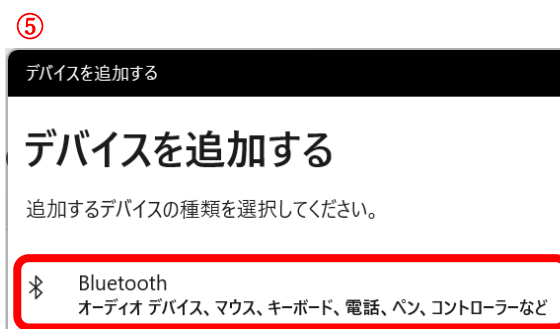 ⑤
デバイスを追加する
デバイスを追加する
追加するデバイスの種類を選択してください。
Bluetooth
オーディオ デバイス、マウス、キーボード、電話、ペン、コントローラーなど